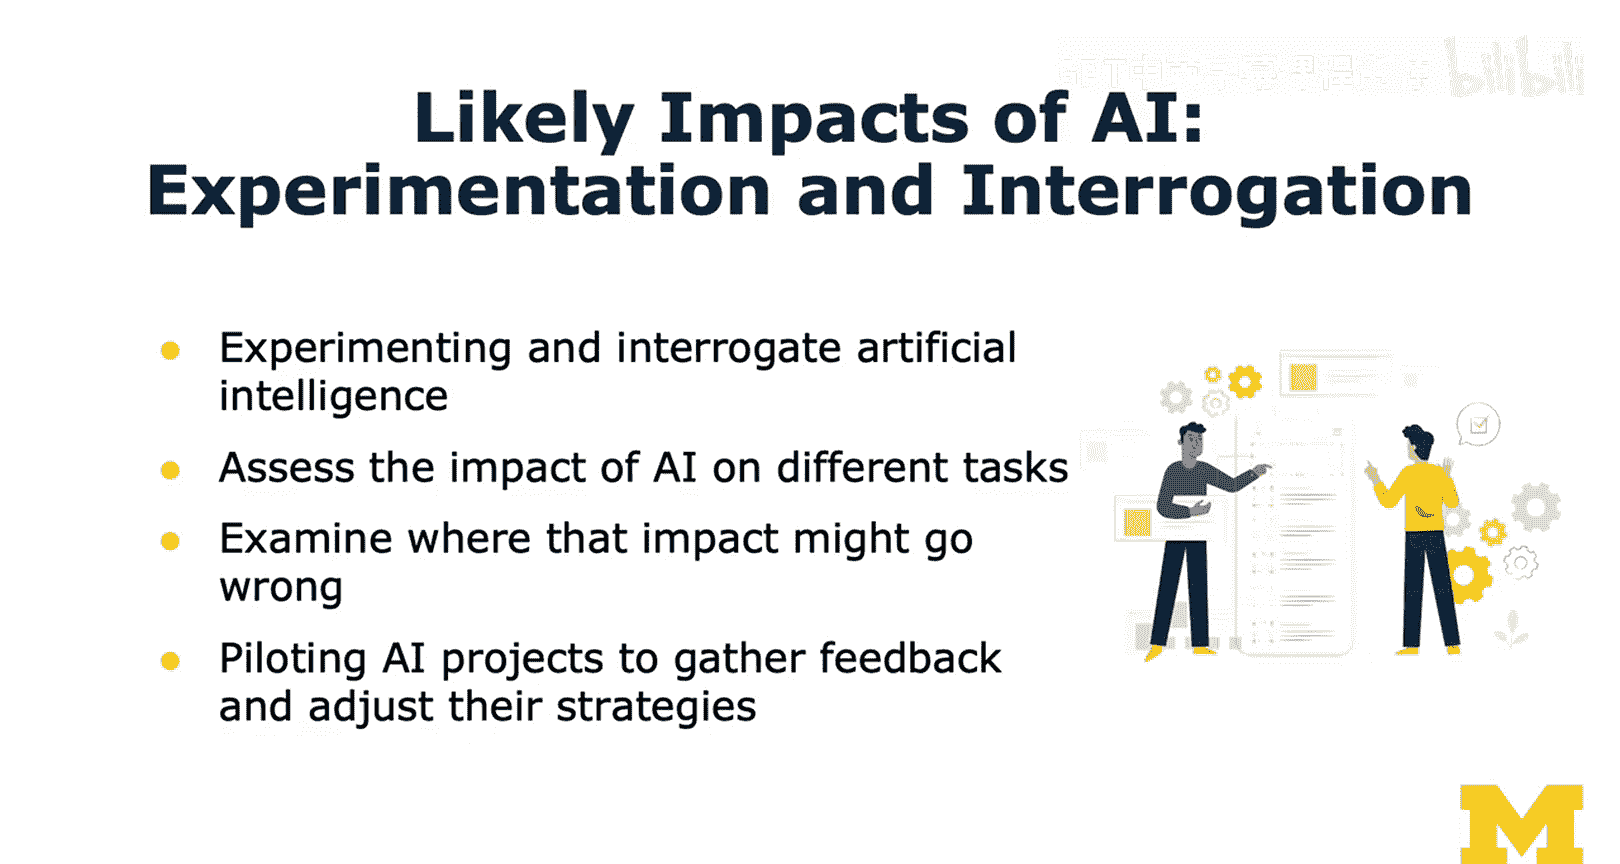 bilibili
Likely Impacts of AI:
Experimentation and Interrogation
Experimenting and interrogate artificial
intelligence
Assess the impact of AI on different tasks
Examine where that impact might go
wrong
Piloting AI projects to gather feedback
and adjust their strategies
M